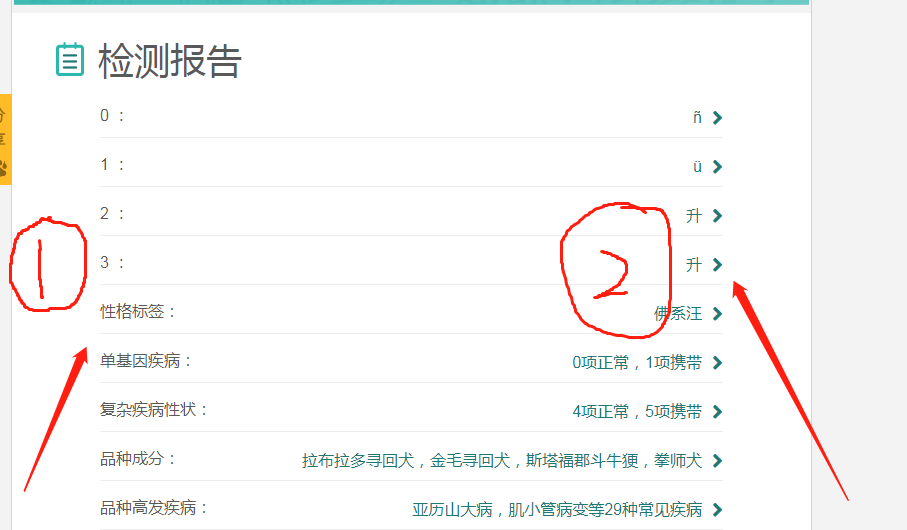 检测报告
0 : ñ
1 : ü
2 : 升
3 : 升
性格标签： 佛系汪
单基因疾病： 0项正常，1项携带
复杂疾病性状： 4项正常，5项携带
品种成分： 拉布拉多寻回犬，金毛寻回犬，斯塔福郡斗牛㹴，拳师犬
品种高发疾病： 亚历山大病，肌小管病变等29种常见疾病
1
2